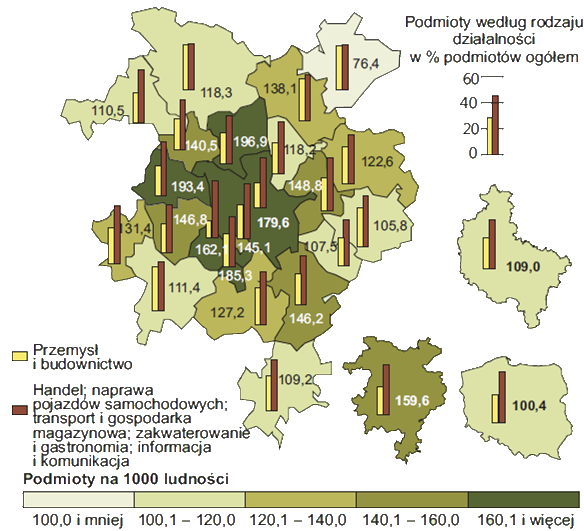 Podmioty według rodzaju
działalności
w % podmiotów ogółem
60
40
20
0
76,4
118,3
138,1
110,5
140,5
196,9
118,2
122,6
193,4
148,8
131,4
146,8
179,6
105,8
162,1
145,1
107,5
109,0
185,3
111,4
127,2
146,2
109,2
159,6
100,4
Przemysł
i budownictwo
Handel; naprawa
pojazdów samochodowych;
transport i gospodarka
magazynowa; zakwaterowanie
i gastronomia; informacja
i komunikacja
Podmioty na 1000 ludności
100,0 i mniej 100,1 – 120,0 120,1 – 140,0 140,1 – 160,0 160,1 i więcej